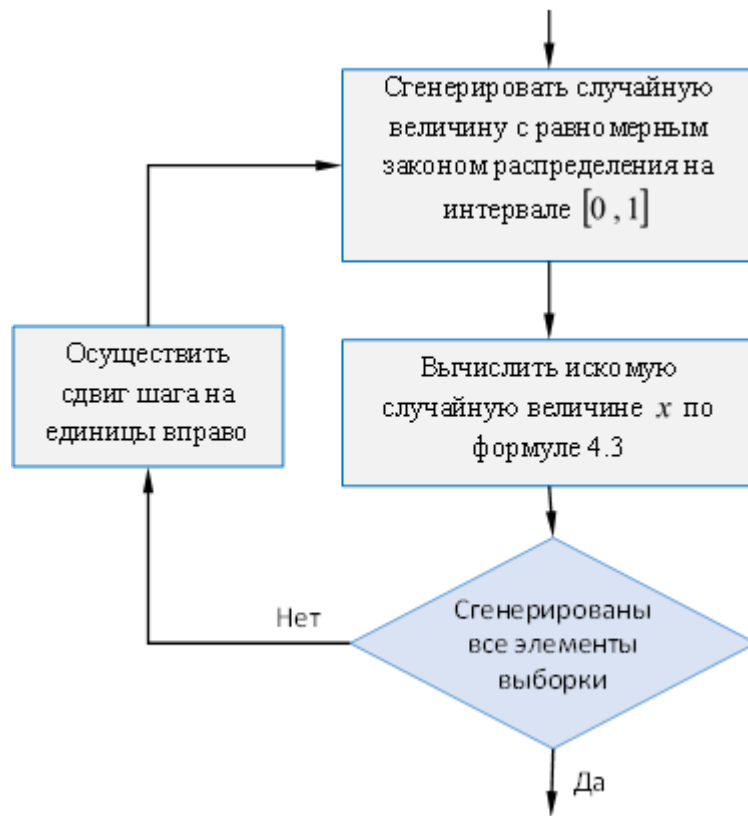 Сгенерировать случайную
величину с равномерным
законом распределения на
интервале [0 , 1]
Вычислить искомую
случайную величине x по
формуле 4.3
Осуществить
сдвиг шага на
единицы вправо
Нет
Сгенерированы
все элементы
выборки
Да